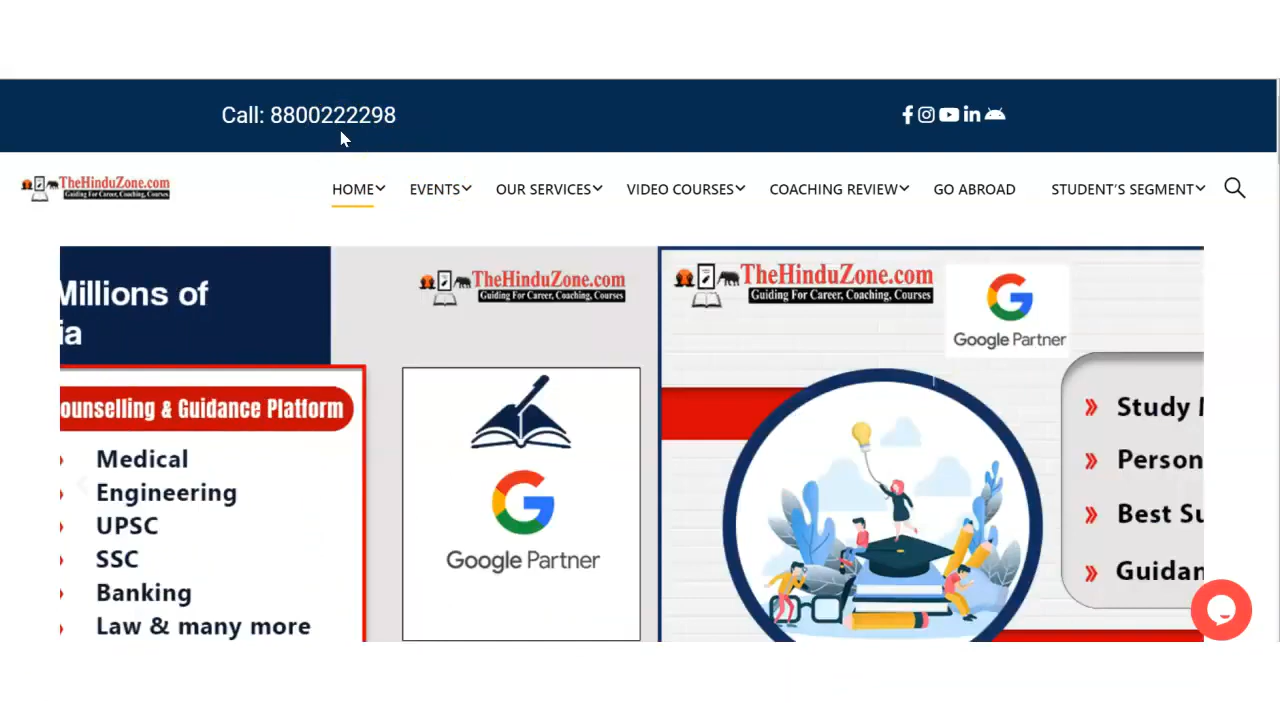 Call: 8800222298
TheHinduZone.com
Guiding For Career, Coaching, Courses
HOME EVENTS OUR SERVICES VIDEO COURSES COACHING REVIEW GO ABROAD STUDENT'S SEGMENT
Millions of
ia
ounselling & Guidance Platform
Medical
Engineering
UPSC
SSC
Banking
Law & many more
TheHinduZone.com
Guiding For Career, Coaching, Courses
Google Partner
TheHinduZone.com
Guiding For Career, Coaching, Courses
Google Partner
Study
Person
Best Su
Guidan